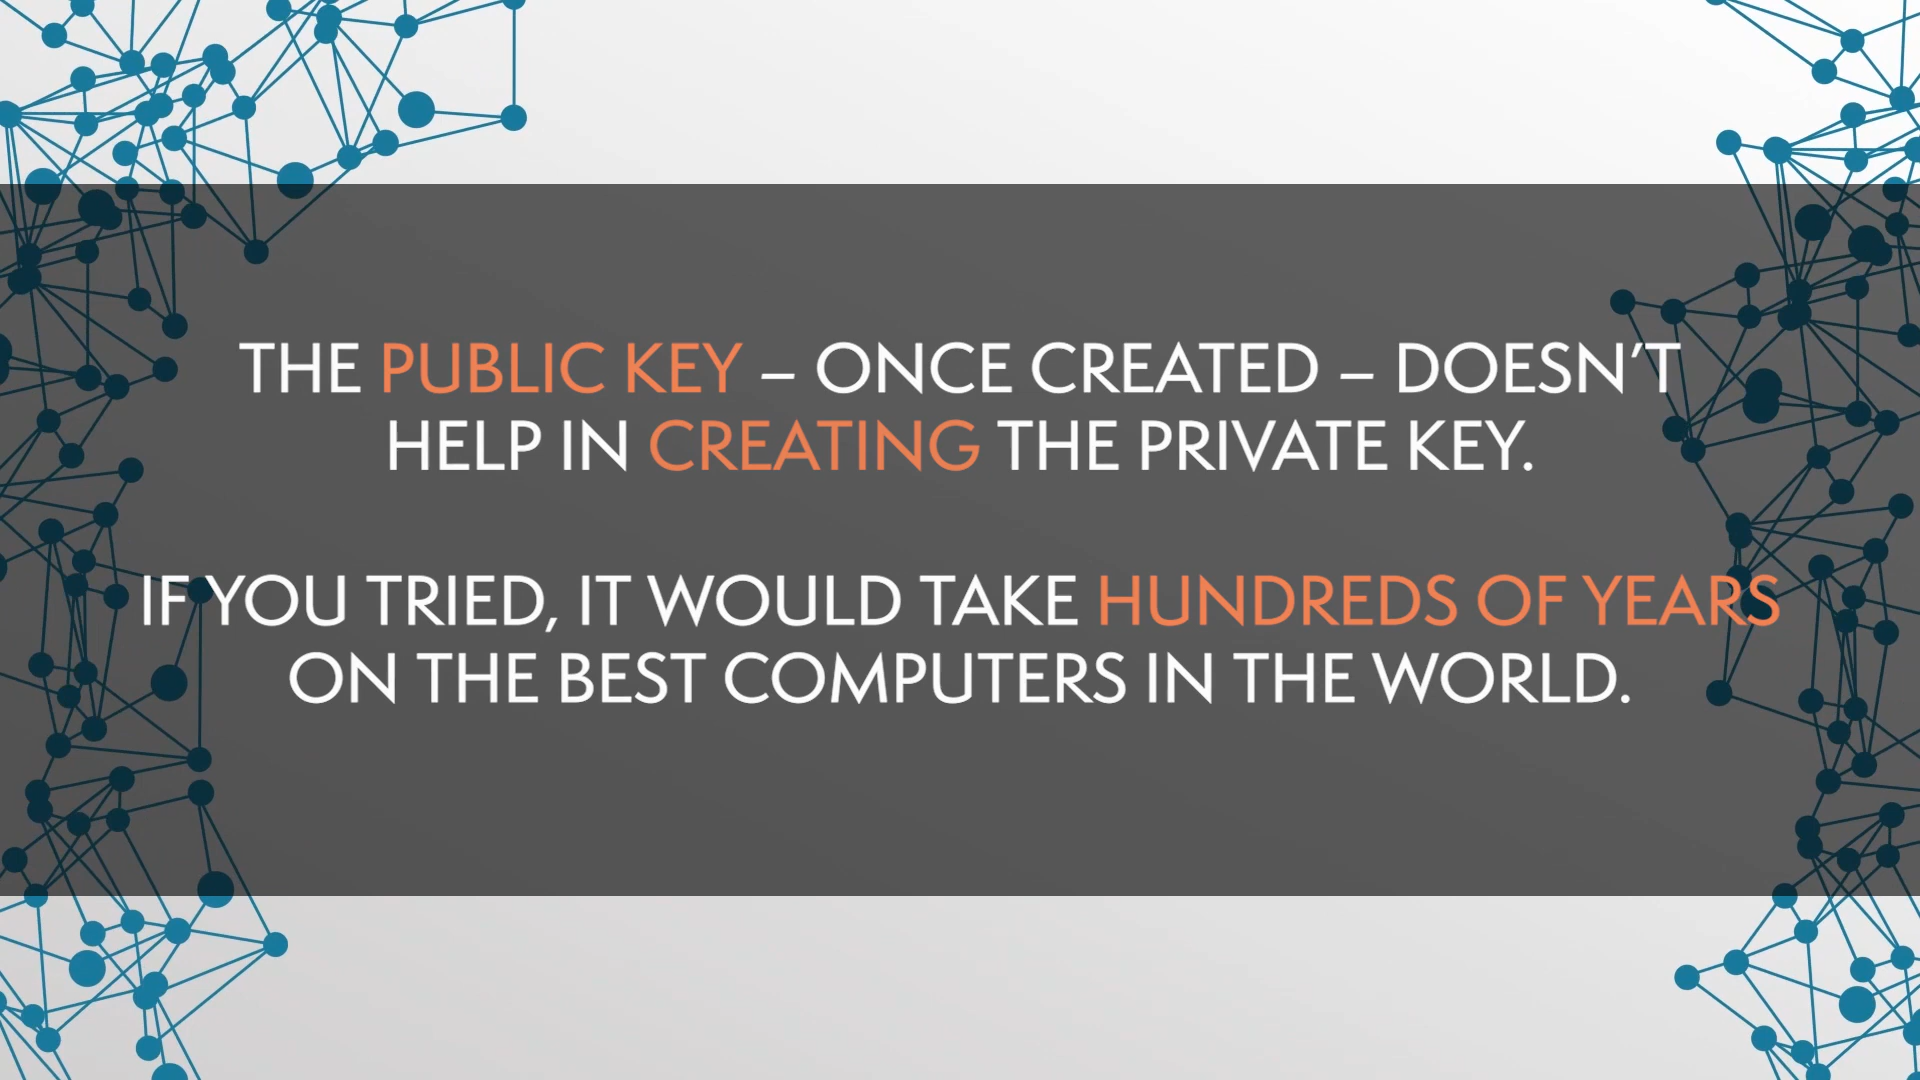 THE PUBLIC KEY – ONCE CREATED – DOESN’T
HELP IN CREATING THE PRIVATE KEY.
IF YOU TRIED, IT WOULD TAKE HUNDREDS OF YEARS
ON THE BEST COMPUTERS IN THE WORLD.